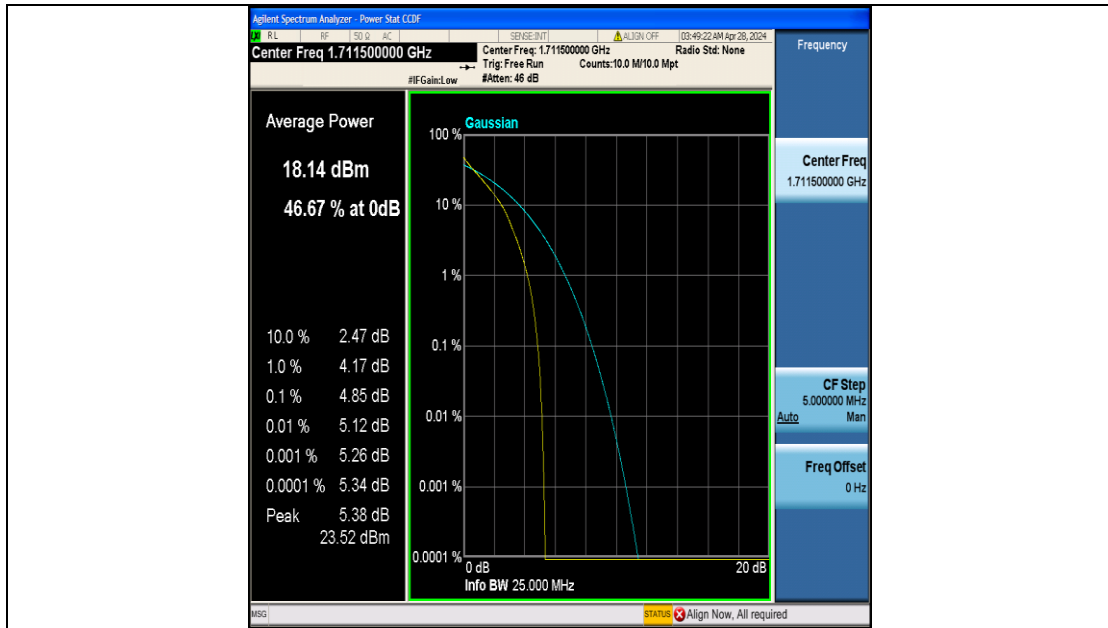 Agilent Spectrum Analyzer - Power Stat CCDF
RL RF 50 Ω AC SENSE:INT ALIGN OFF 03:49:22 AM Apr 28, 2024
Center Freq 1.711500000 GHz
Center Freq: 1.711500000 GHz Radio Std: None
Trig: Free Run Counts:10.0 M/10.0 Mpt
#IFGain:Low #Atten: 46 dB
Frequency
Average Power
18.14 dBm
46.67 % at 0dB
10.0 % 2.47 dB
1.0 % 4.17 dB
0.1 % 4.85 dB
0.01 % 5.12 dB
0.001 % 5.26 dB
0.0001 % 5.34 dB
Peak 5.38 dB
23.52 dBm
Gaussian
100 %
10 %
1 %
0.1 %
0.01 %
0.001 %
0.0001 %
0 dB 20 dB
Info BW 25.000 MHz
Center Freq
1.711500000 GHz
CF Step
5.000000 MHz
Auto Man
Freq Offset
0 Hz
MSG STATUS Align Now, All required